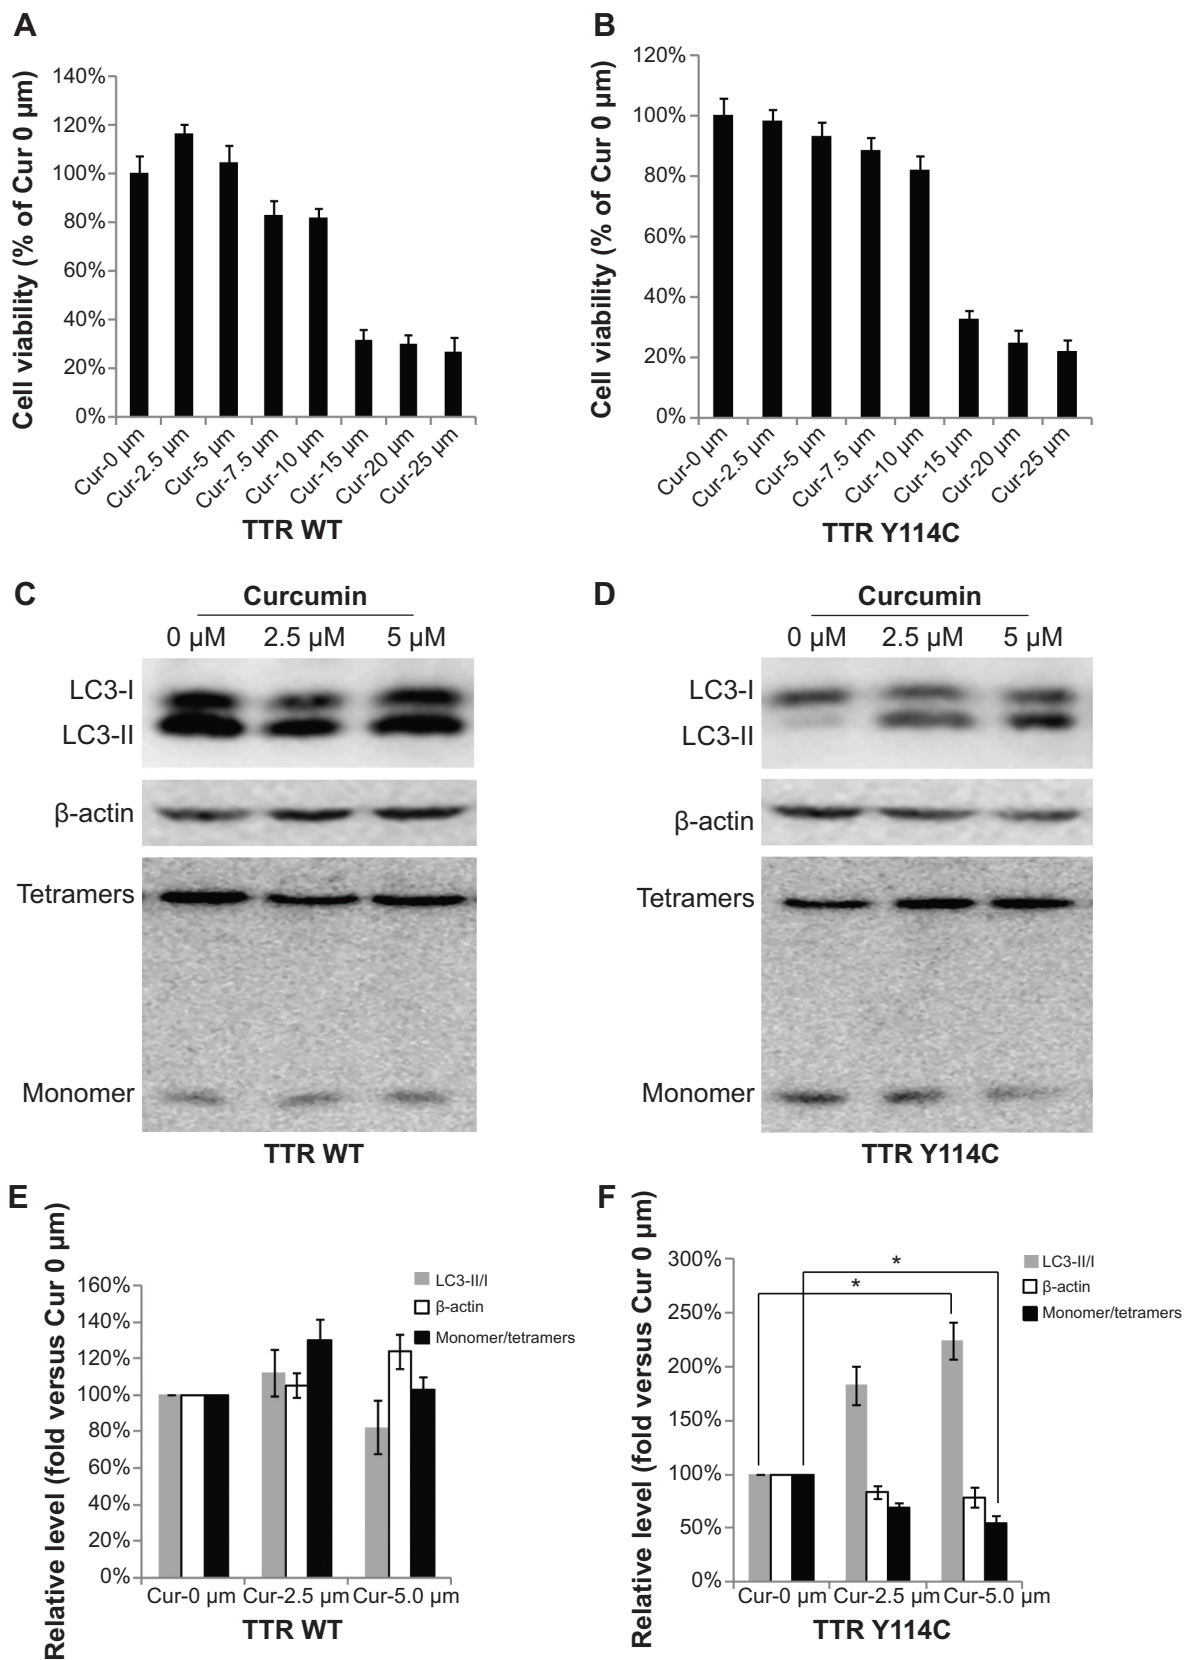 A
Cell viability (% of Cur 0 µm)
140%
120%
100%
80%
60%
40%
20%
0%
Cur-0 µm
Cur-2.5 µm
Cur-5 µm
Cur-7.5 µm
Cur-10 µm
Cur-15 µm
Cur-20 µm
Cur-25 µm
TTR WT
B
Cell viability (% of Cur 0 µm)
120%
100%
80%
60%
40%
20%
0%
Cur-0 µm
Cur-2.5 µm
Cur-5 µm
Cur-7.5 µm
Cur-10 µm
Cur-15 µm
Cur-20 µm
Cur-25 µm
TTR Y114C
C
Curcumin
0 µM 2.5 µM 5 µM
LC3-I
LC3-II
β-actin
Tetramers
Monomer
TTR WT
D
Curcumin
0 µM 2.5 µM 5 µM
LC3-I
LC3-II
β-actin
Tetramers
Monomer
TTR Y114C
E
Relative level (fold versus Cur 0 µm)
160%
140%
120%
100%
80%
60%
40%
20%
0%
LC3-II/I
β-actin
Monomer/tetramers
Cur-0 µm Cur-2.5 µm Cur-5.0 µm
TTR WT
F
Relative level (fold versus Cur 0 µm)
300%
250%
200%
150%
100%
50%
0%
*
*
LC3-II/I
β-actin
Monomer/tetramers
Cur-0 µm Cur-2.5 µm Cur-5.0 µm
TTR Y114C